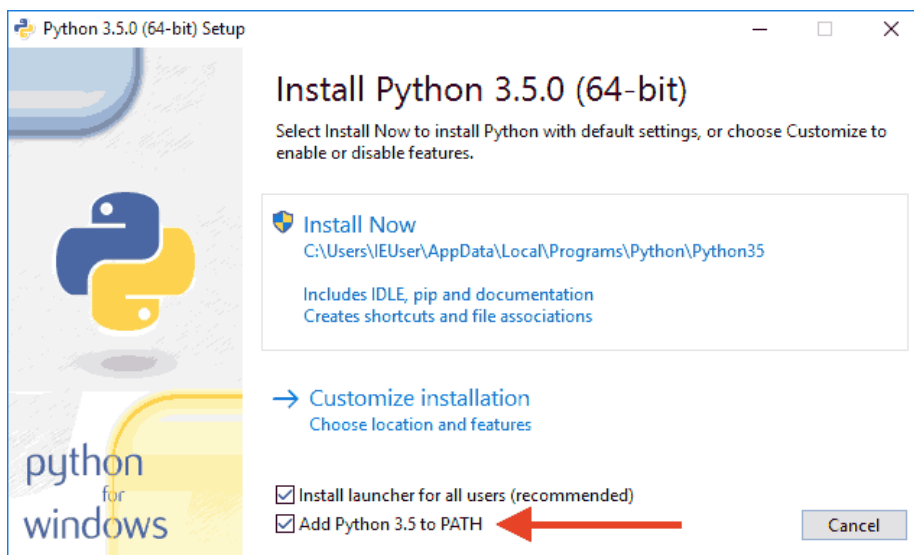 Python 3.5.0 (64-bit) Setup
Install Python 3.5.0 (64-bit)
Select Install Now to install Python with default settings, or choose Customize to
enable or disable features.
Install Now
C:\Users\IEUser\AppData\Local\Programs\Python\Python35
Includes IDLE, pip and documentation
Creates shortcuts and file associations
Customize installation
Choose location and features
python
for
windows
Install launcher for all users (recommended)
Add Python 3.5 to PATH
Cancel